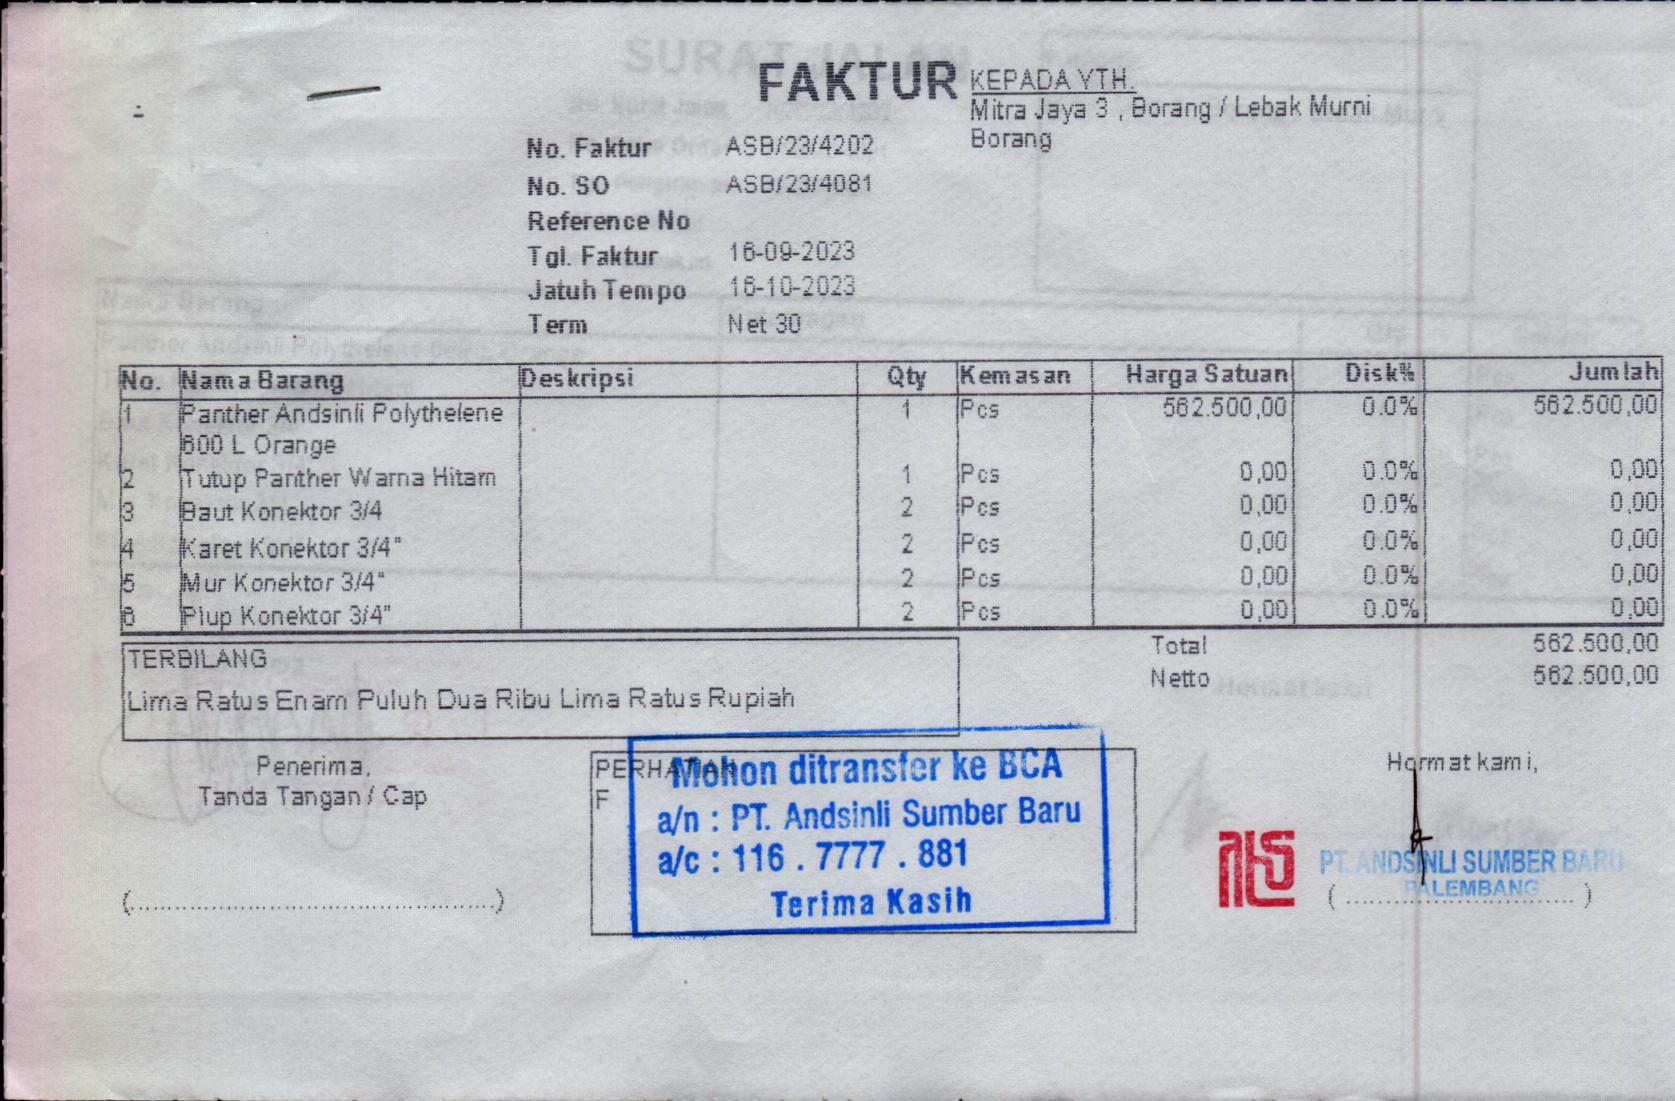 FAKTUR
KEPADA YTH.
Mitra Jaya 3 , Borang / Lebak Murni
Borang
No. Faktur ASB/23/4202
No. SO ASB/23/4081
Reference No
Tgl. Faktur 16-09-2023
Jatuh Tempo 16-10-2023
Term Net 30
No. Nama Barang Deskripsi Qty Kemasan Harga Satuan Disk% Jumlah
1 Panther Andsinli Polythelene 1 Pcs 562.500,00 0.0% 562.500,00
600 L Orange
2 Tutup Panther Warna Hitam 1 Pcs 0,00 0.0% 0,00
3 Baut Konektor 3/4 2 Pcs 0,00 0.0% 0,00
4 Karet Konektor 3/4" 2 Pcs 0,00 0.0% 0,00
5 Mur Konektor 3/4" 2 Pcs 0,00 0.0% 0,00
6 Plup Konektor 3/4" 2 Pcs 0,00 0.0% 0,00
Total 562.500,00
Netto 562.500,00
TERBILANG
Lima Ratus Enam Puluh Dua Ribu Lima Ratus Rupiah
Penerima,
Tanda Tangan / Cap
(............................................)
PERHATIAN
F
Mohon ditransfer ke BCA
a/n : PT. Andsinli Sumber Baru
a/c : 116 . 7777 . 881
Terima Kasih
Hormat kami,
PT. ANDSINLI SUMBER BARU
PALEMBANG
(............................)
SURAT JALAN